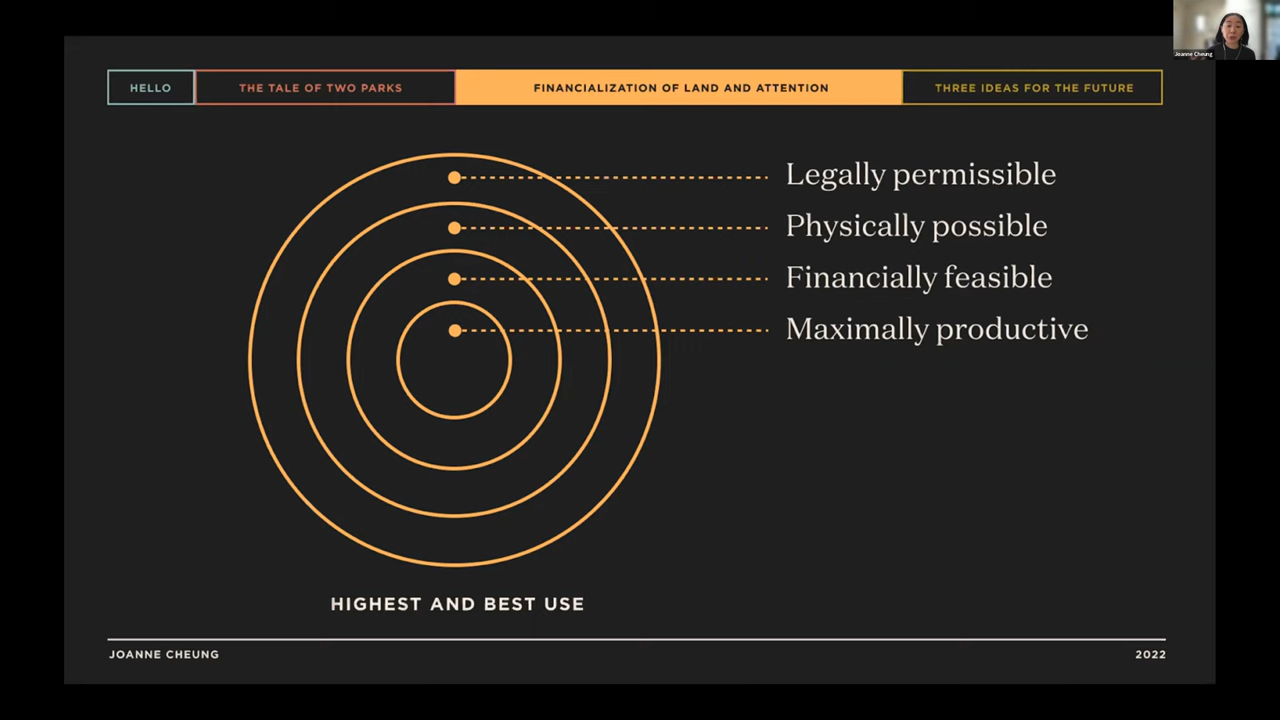 Joanne Cheung
HELLO
THE TALE OF TWO PARKS
FINANCIALIZATION OF LAND AND ATTENTION
THREE IDEAS FOR THE FUTURE
Legally permissible
Physically possible
Financially feasible
Maximally productive
HIGHEST AND BEST USE
JOANNE CHEUNG
2022